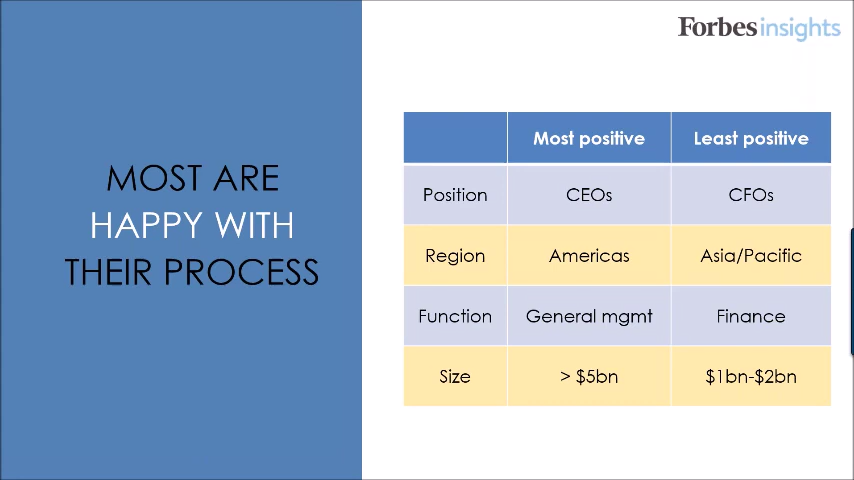 Forbes insights
MOST ARE
HAPPY WITH
THEIR PROCESS
Most positive Least positive
Position CEOs CFOs
Region Americas Asia/Pacific
Function General mgmt Finance
Size > $5bn $1bn-$2bn